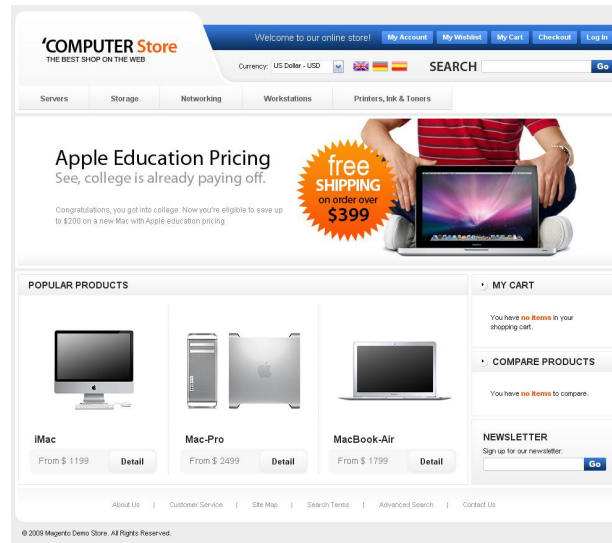 'COMPUTER Store
THE BEST SHOP ON THE WEB
Welcome to our online store!
My Account
My Wishlist
My Cart
Checkout
Log In
Currency: US Dollar - USD
SEARCH
Go
Servers
Storage
Networking
Workstations
Printers, Ink & Toners
Apple Education Pricing
See, college is already paying off.
Congratulations, you got into college. Now you're eligible to save up
to $200 on a new Mac with Apple education pricing
free
SHIPPING
on order over
$399
POPULAR PRODUCTS
iMac
From $ 1199
Detail
Mac-Pro
From $ 2499
Detail
MacBook-Air
From $ 1799
Detail
MY CART
You have no items in your
shopping cart.
COMPARE PRODUCTS
You have no items to compare.
NEWSLETTER
Sign up for our newsletter:
Go
About Us | Customer Service | Site Map | Search Terms | Advanced Search | Contact Us
© 2009 Magento Demo Store. All Rights Reserved.